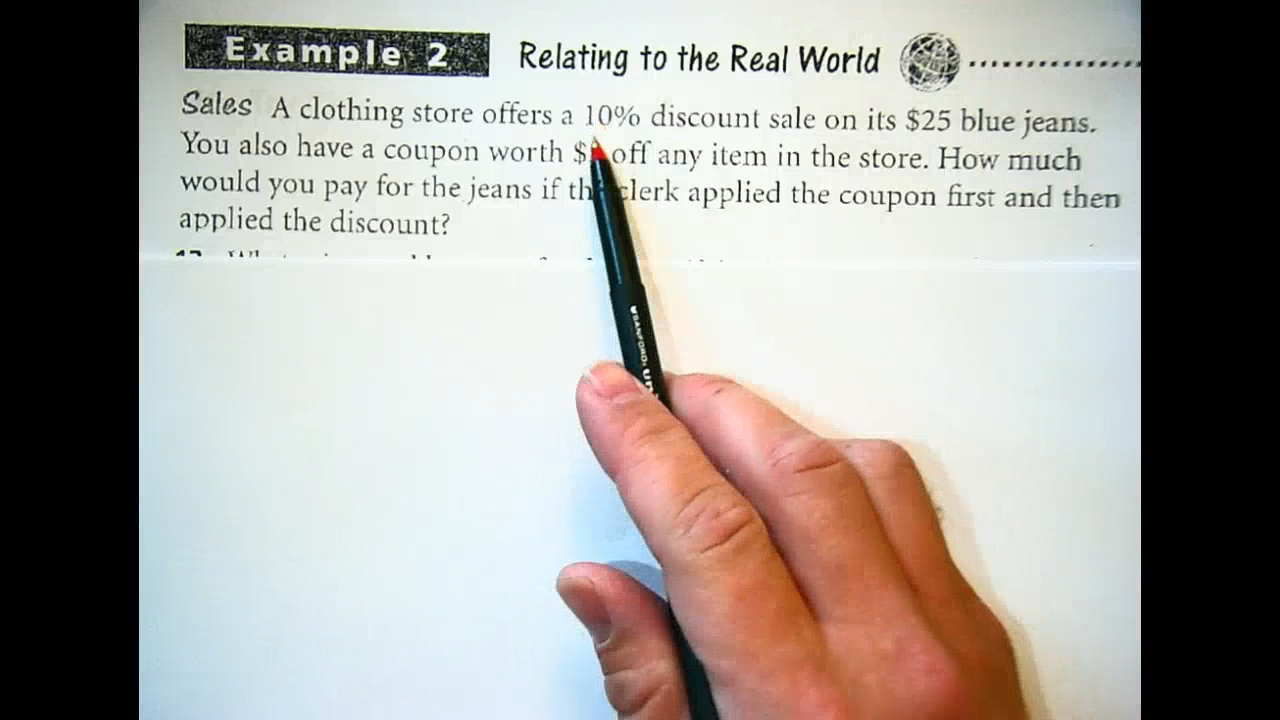 Example 2 Relating to the Real World
Sales A clothing store offers a 10% discount sale on its $25 blue jeans.
You also have a coupon worth off any item in the store. How much
would you pay for the jeans if clerk applied the coupon first and then
applied the discount?
SANFORD